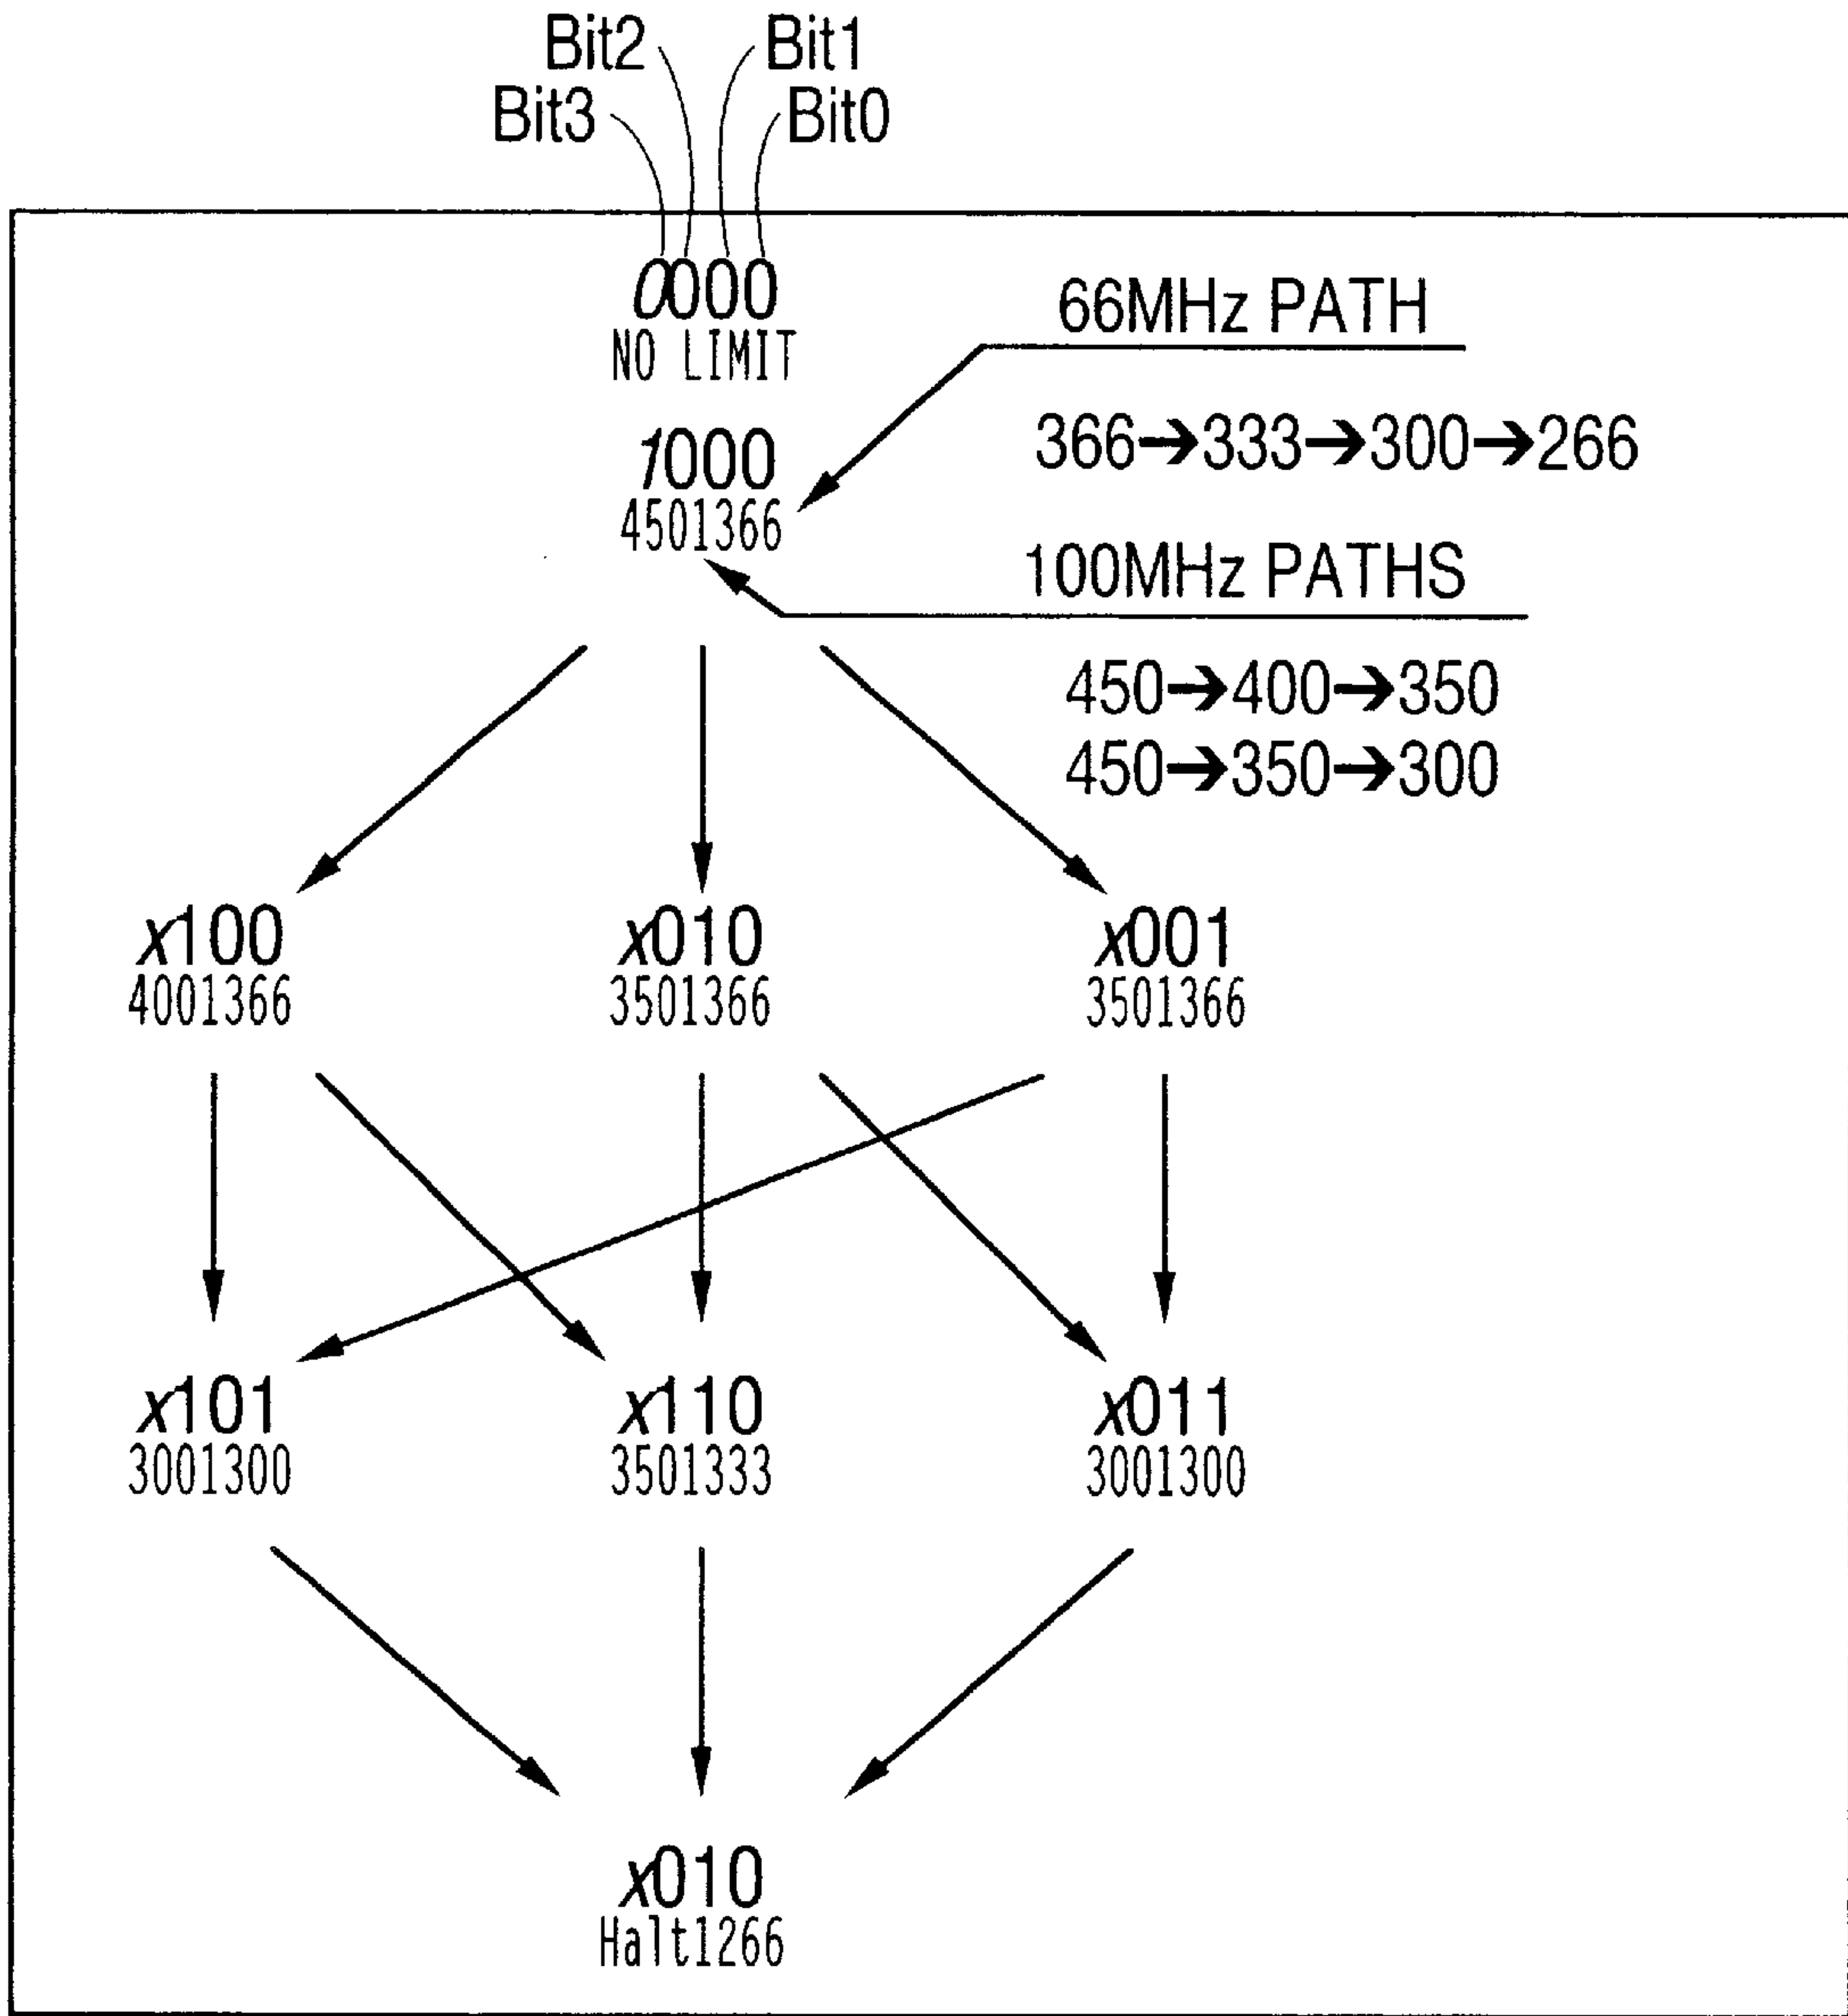 Bit2 Bit1
Bit3 Bit0
0000
NO LIMIT
66MHz PATH
366→333→300→266
1000
4501366
100MHz PATHS
450→400→350
450→350→300
x100 x010 x001
4001366 3501366 3501366
x101 x110 x011
3001300 3501333 3001300
x010
Halt1266